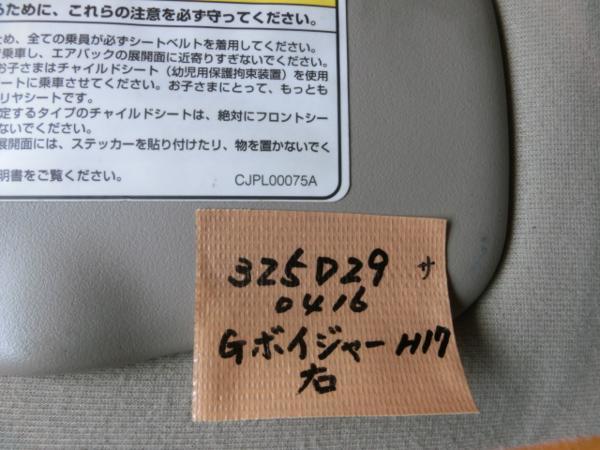 るために、これらの注意を必ず守ってください。
ため、全ての乗員が必ずシートベルトを着用してください。
乗車し、エアバックの展開面に近寄りすぎないでください。
お子さまはチャイルドシート（幼児用保護拘束装置）を使用
ートに乗車させてください。お子さまにとって、もっとも
リヤシートです。
定するタイプのチャイルドシートは、絶対にフロントシー
ないでください。
展開面には、ステッカーを貼り付けたり、物を置かないでく
明書をご覧ください。
CJPL00075A
325D29 サ
0416
Gボイジャー H17
右